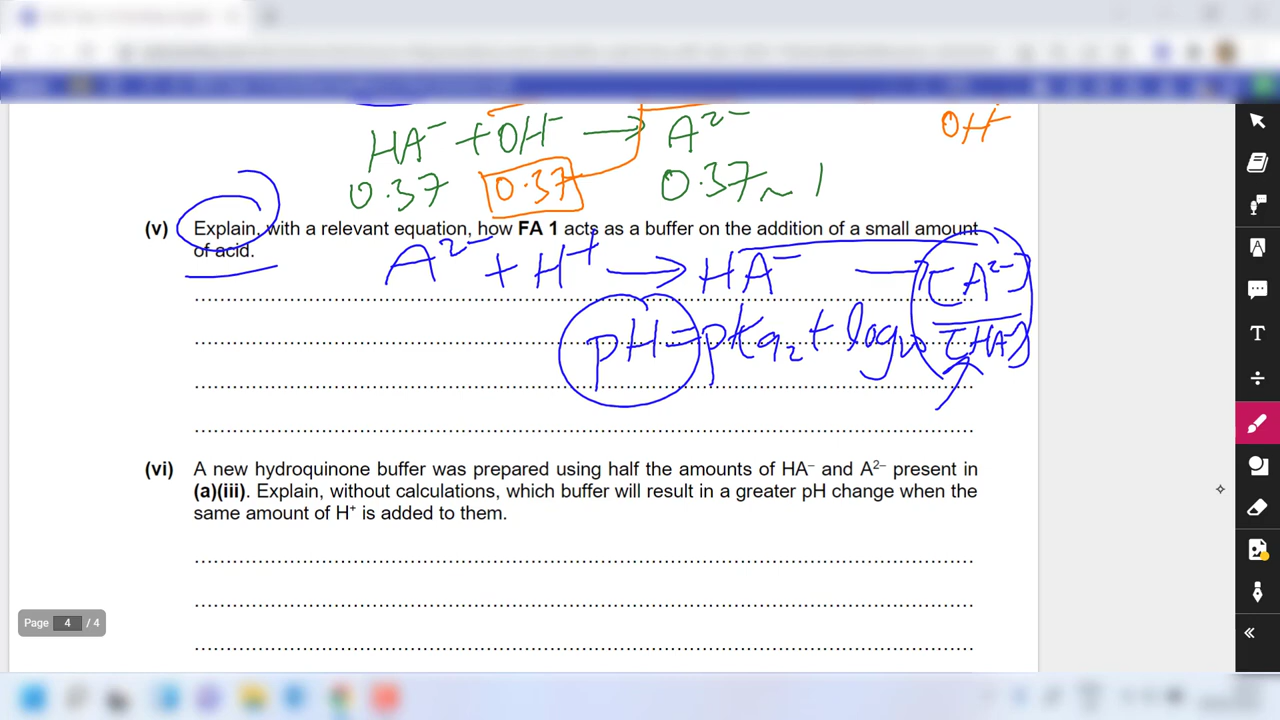 HA⁻ + OH⁻ → A²⁻
OH⁻
0.37 0.37 0.37 ~ 1
(v) Explain, with a relevant equation, how FA 1 acts as a buffer on the addition of a small amount
of acid.
A²⁻ + H⁺ → HA⁻ → [A²⁻]
pH = pKa₂ + log₁₀ [HA⁻]
(vi) A new hydroquinone buffer was prepared using half the amounts of HA⁻ and A²⁻ present in
(a)(iii). Explain, without calculations, which buffer will result in a greater pH change when the
same amount of H⁺ is added to them.
Page 4 / 4